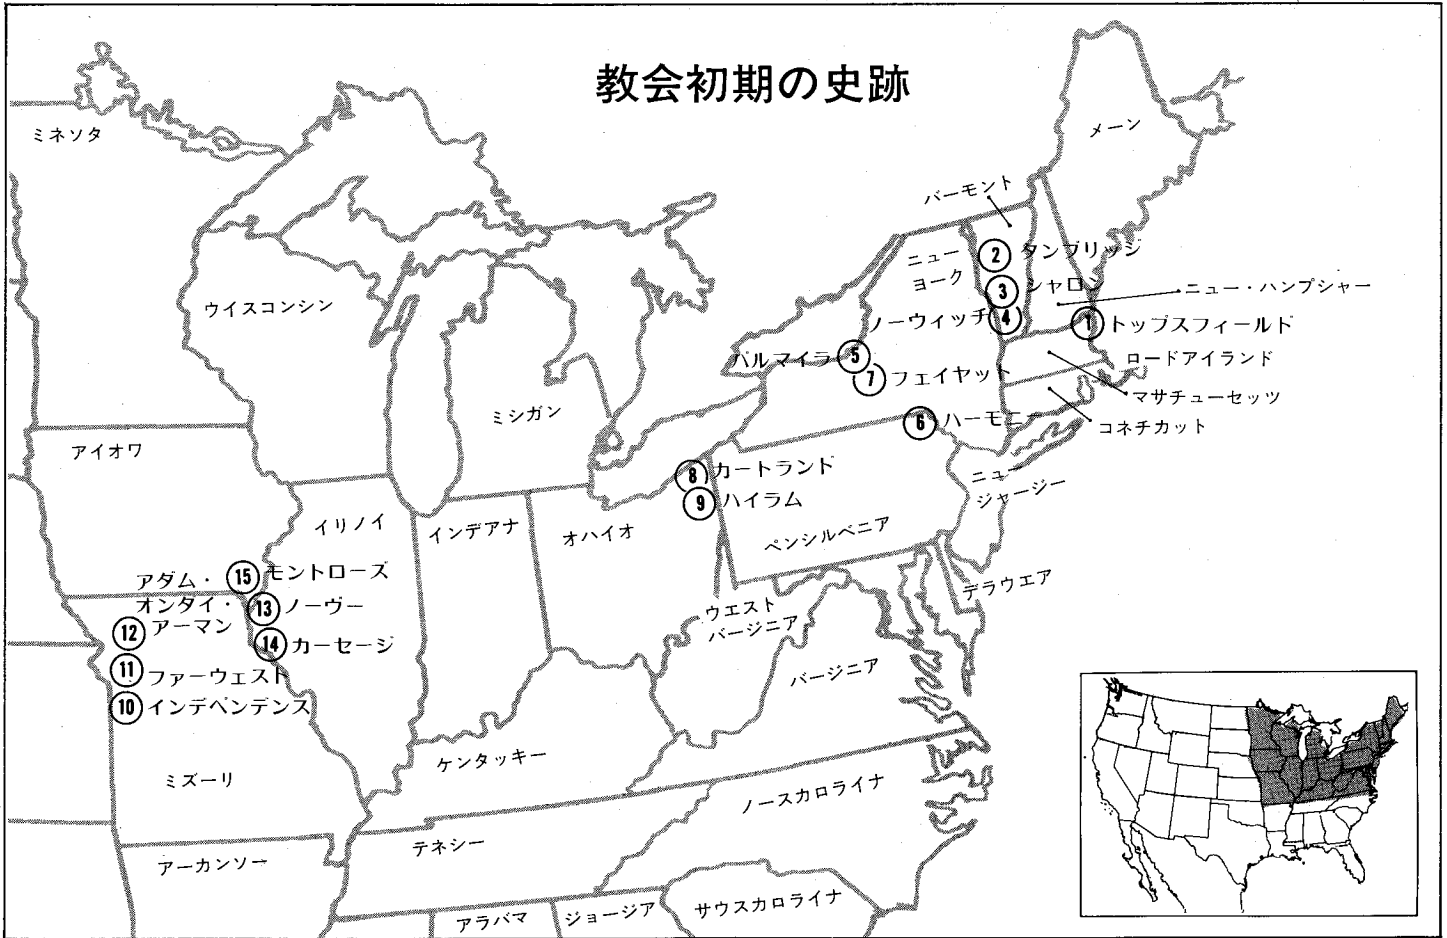 教会初期の史跡
ミネソタ
メーン
バーモント
ニュー
ヨーク
② タンブリッジ
③ シャロン
ニュー・ハンプシャー
ウイスコンシン
ノーウィッチ ④
① トップスフィールド
パルマイラ ⑤
ロードアイランド
⑦ フェイヤット
マサチューセッツ
ミシガン
⑥ ハーモニー
コネチカット
アイオワ
⑧ カートランド
ニュー
ジャージー
⑨ ハイラム
イリノイ
インデアナ
オハイオ
ペンシルベニア
⑮ モントローズ
アダム・
オンタイ・
アーマン
⑫
デラウエア
⑬ ノーヴー
ウエスト
バージニア
⑭ カーセージ
バージニア
⑪ ファーウェスト
⑩ インデペンデンス
ケンタッキー
ミズーリ
ノースカロライナ
テネシー
アーカンソー
アラバマ
ジョージア
サウスカロライナ